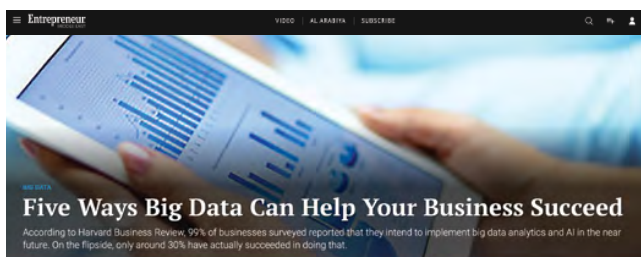 Entrepreneur
MIDDLE EAST
VIDEO | AL ARABIYA | SUBSCRIBE
BIG DATA
Five Ways Big Data Can Help Your Business Succeed
According to Harvard Business Review, 99% of businesses surveyed reported that they intend to implement big data analytics and AI in the near
future. On the flipside, only around 30% have actually succeeded in doing that.